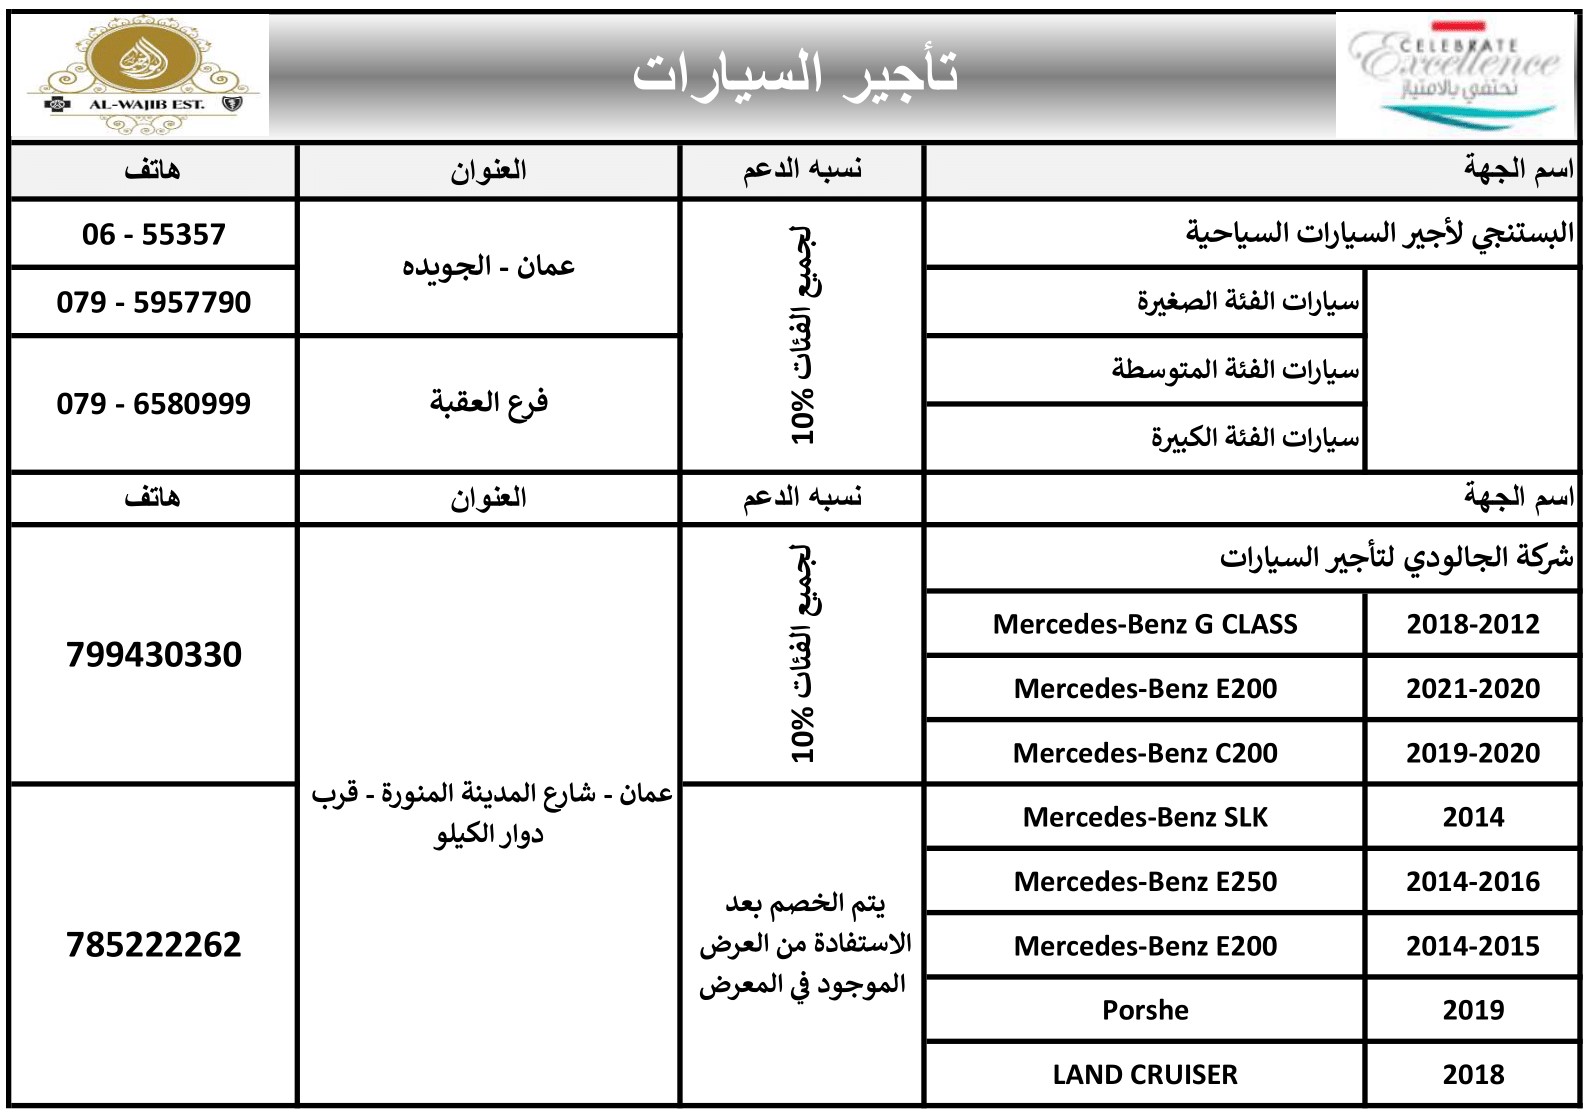 البواجب
AL-WAJIB EST.
تأجير السيارات
CELEBRATE
Excellence
نحتفي بالامتياز
اسم الجهة
نسبه الدعم
العنوان
هاتف
البستنجي لأجير السيارات السياحية
سيارات الفئة الصغيرة
سيارات الفئة المتوسطة
سيارات الفئة الكبيرة
لجميع الفئات 10%
عمان - الجويده
06 - 55357
079 - 5957790
فرع العقبة
079 - 6580999
اسم الجهة
نسبه الدعم
العنوان
هاتف
شركة الجالودي لتأجير السيارات
2018-2012
Mercedes-Benz G CLASS
2021-2020
Mercedes-Benz E200
2019-2020
Mercedes-Benz C200
2014
Mercedes-Benz SLK
2014-2016
Mercedes-Benz E250
2014-2015
Mercedes-Benz E200
2019
Porshe
2018
LAND CRUISER
لجميع الفئات 10%
يتم الخصم بعد
الاستفادة من العرض
الموجود في المعرض
عمان - شارع المدينة المنورة - قرب
دوار الكيلو
799430330
785222262